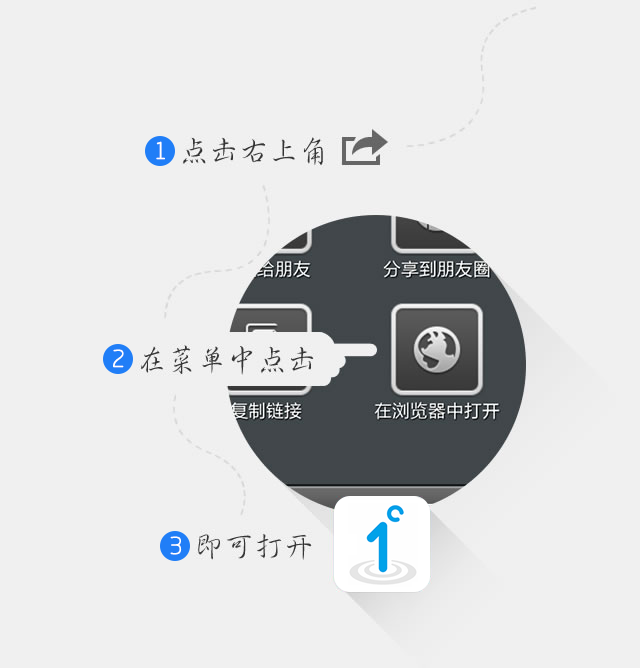 1 点击右上角
给朋友
分享到朋友圈
2 在菜单中点击
复制链接
在浏览器中打开
3 即可打开